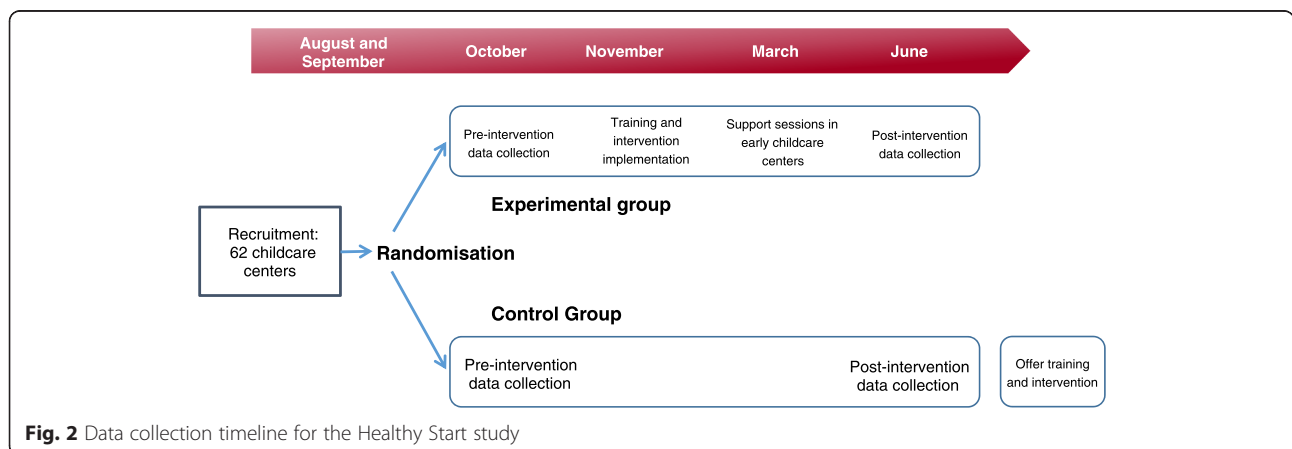 August and
September
October
November
March
June
Pre-intervention
data collection
Training and
intervention
implementation
Support sessions in
early childcare
centers
Post-intervention
data collection
Experimental group
Recruitment:
62 childcare
centers
Randomisation
Control Group
Pre-intervention
data collection
Post-intervention
data collection
Offer training
and intervention
Fig. 2 Data collection timeline for the Healthy Start study